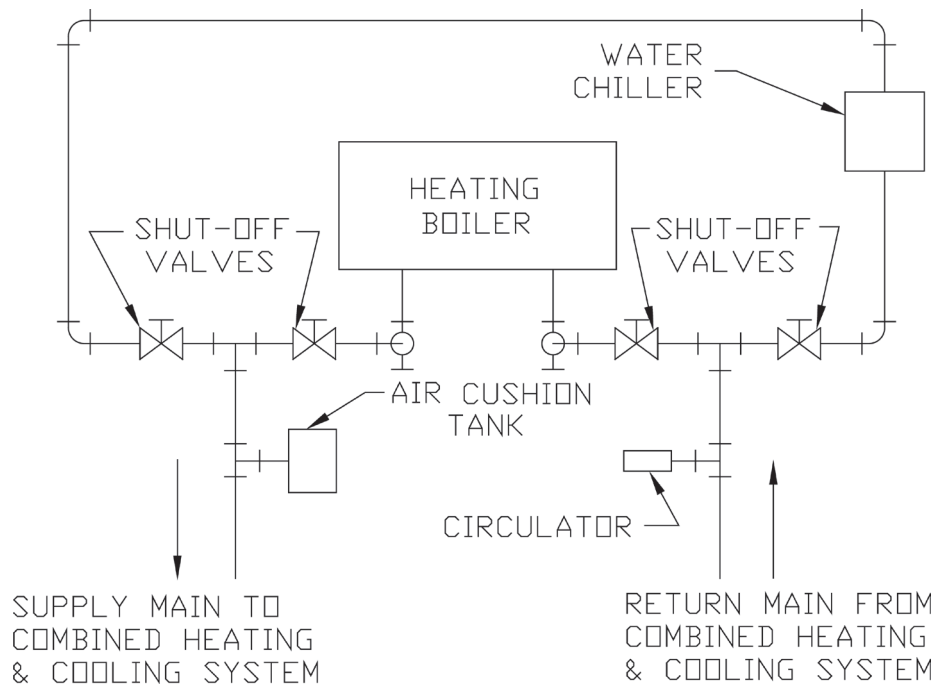 WATER
CHILLER
HEATING
BOILER
SHUT-OFF
VALVES
SHUT-OFF
VALVES
AIR CUSHION
TANK
CIRCULATOR
SUPPLY MAIN TO
COMBINED HEATING
& COOLING SYSTEM
RETURN MAIN FROM
COMBINED HEATING
& COOLING SYSTEM